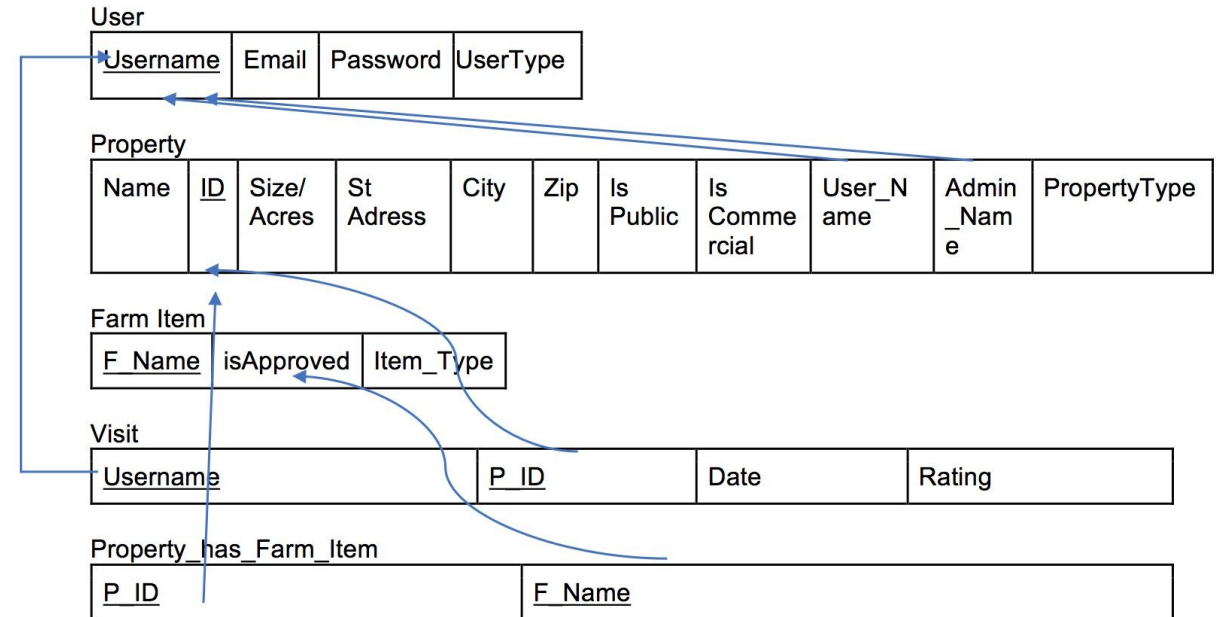 User
Username Email Password UserType
Property
Name ID Size/ St City Zip Is Is User_N Admin PropertyType
Acres Adress Public Comme ame _Nam
rcial e
Farm Item
F_Name isApproved Item_Type
Visit
Username P_ID Date Rating
Property_has_Farm_Item
P_ID F_Name